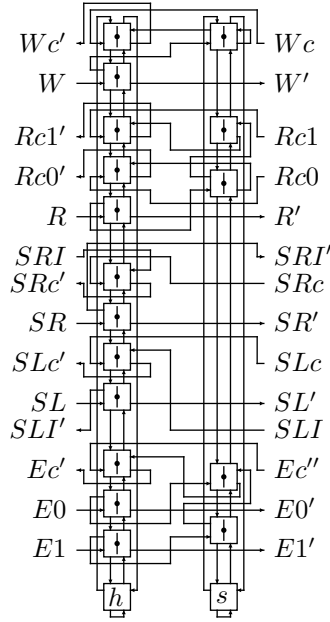 Wc′ Wc
W W′
Rc1′ Rc1
Rc0′ Rc0
R R′
SRI SRI′
SRc′ SRc
SR SR′
SLc′ SLc
SL SL′
SLI′ SLI
Ec′ Ec′′
E0 E0′
E1 E1′
h s